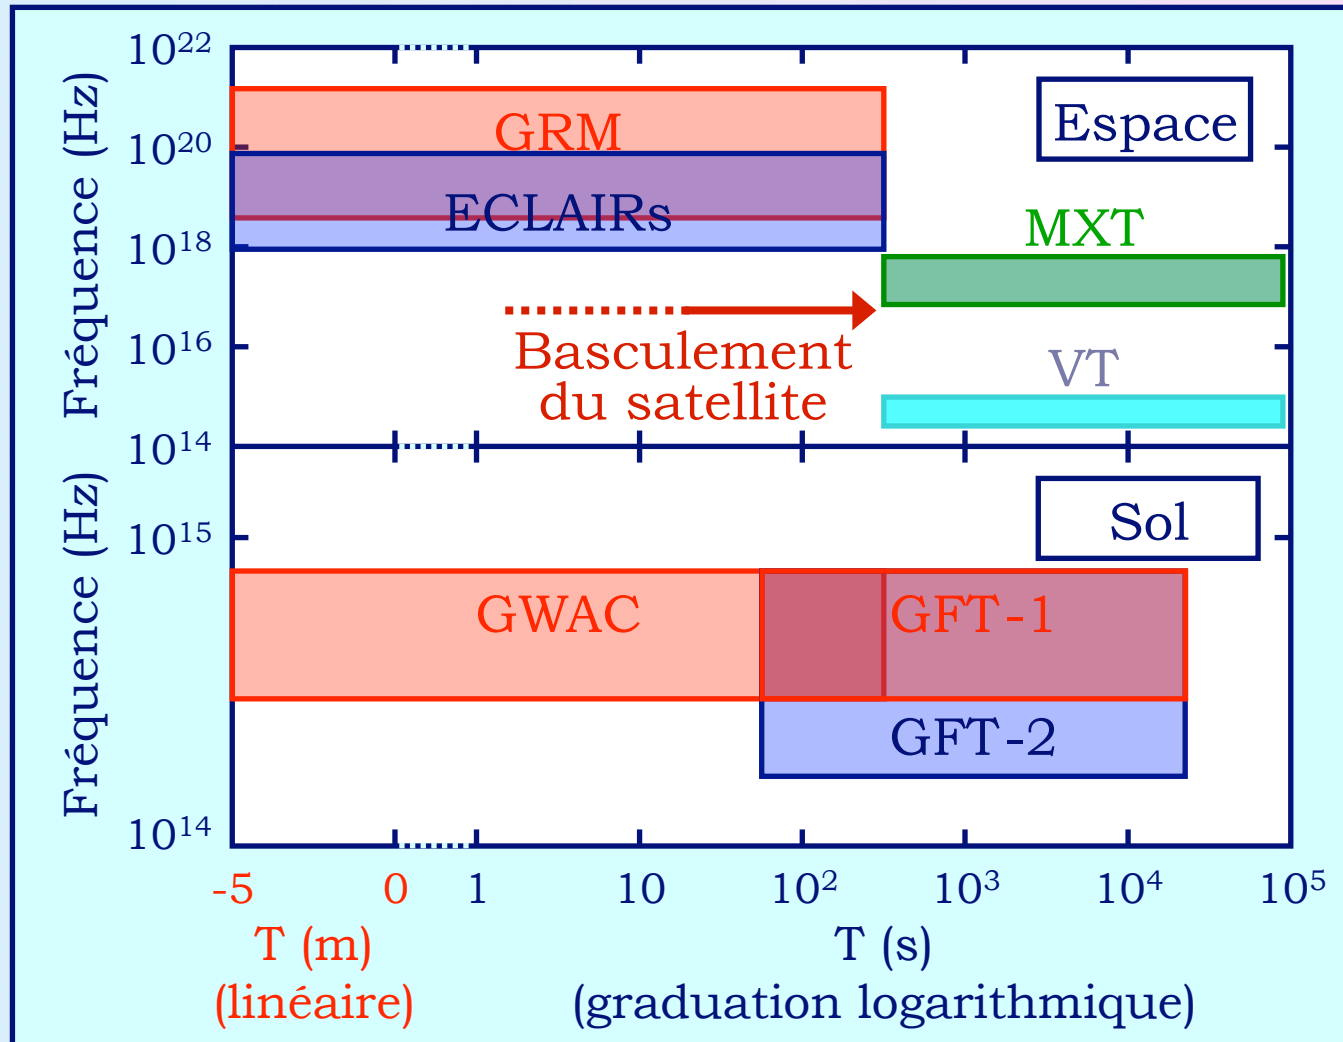 10²²
10²⁰
10¹⁸
10¹⁶
10¹⁴
Fréquence (Hz)
GRM
ECLAIRs
Espace
MXT
Basculement
du satellite
VT
10¹⁵
10¹⁴
Fréquence (Hz)
Sol
GWAC
GFT-1
GFT-2
-5 0 1 10 10² 10³ 10⁴ 10⁵
T (m)
(linéaire)
T (s)
(graduation logarithmique)